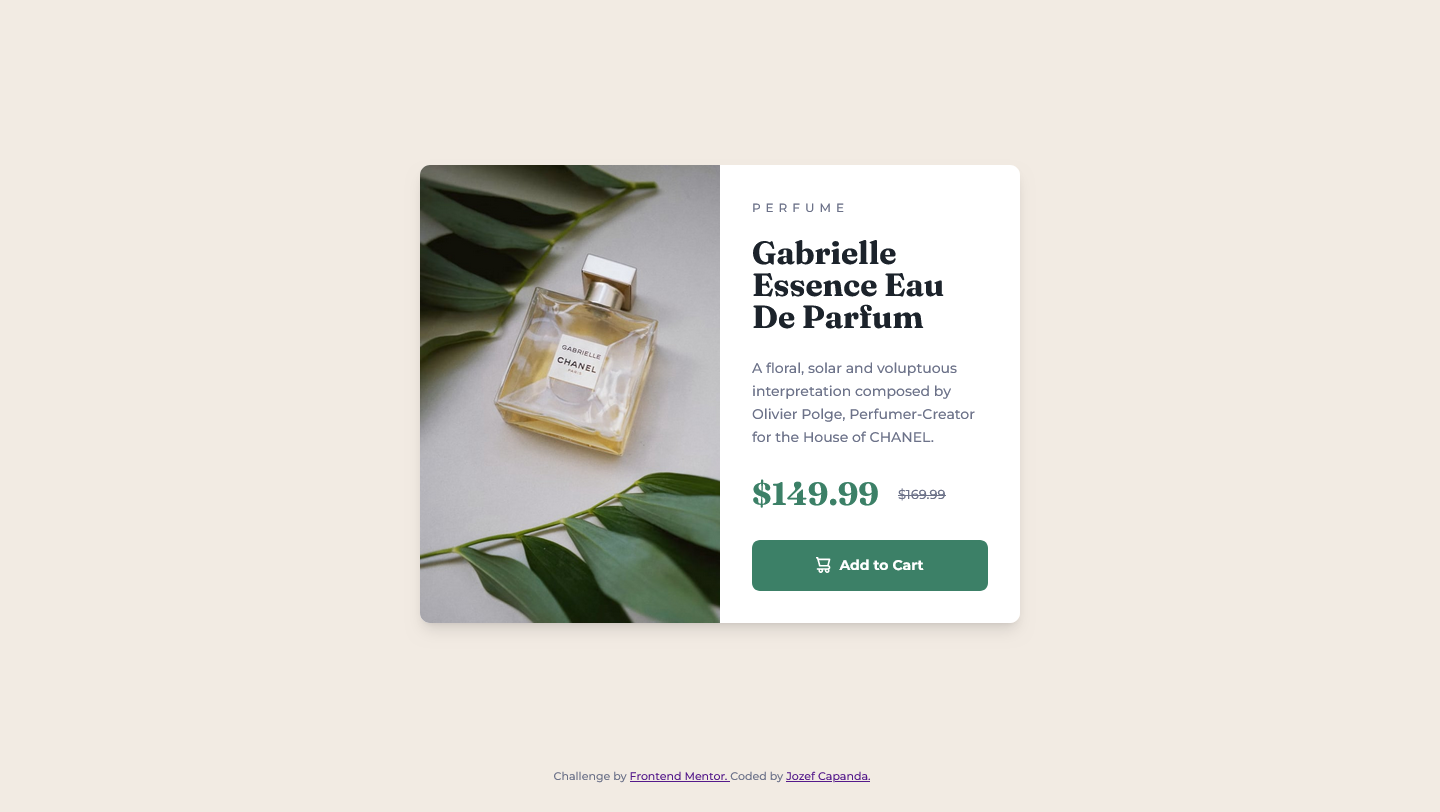 GABRIELLE
CHANEL
PARIS
PERFUME
Gabrielle
Essence Eau
De Parfum
A floral, solar and voluptuous
interpretation composed by
Olivier Polge, Perfumer-Creator
for the House of CHANEL.
$149.99 $169.99
Add to Cart
Challenge by Frontend Mentor. Coded by Jozef Capanda.